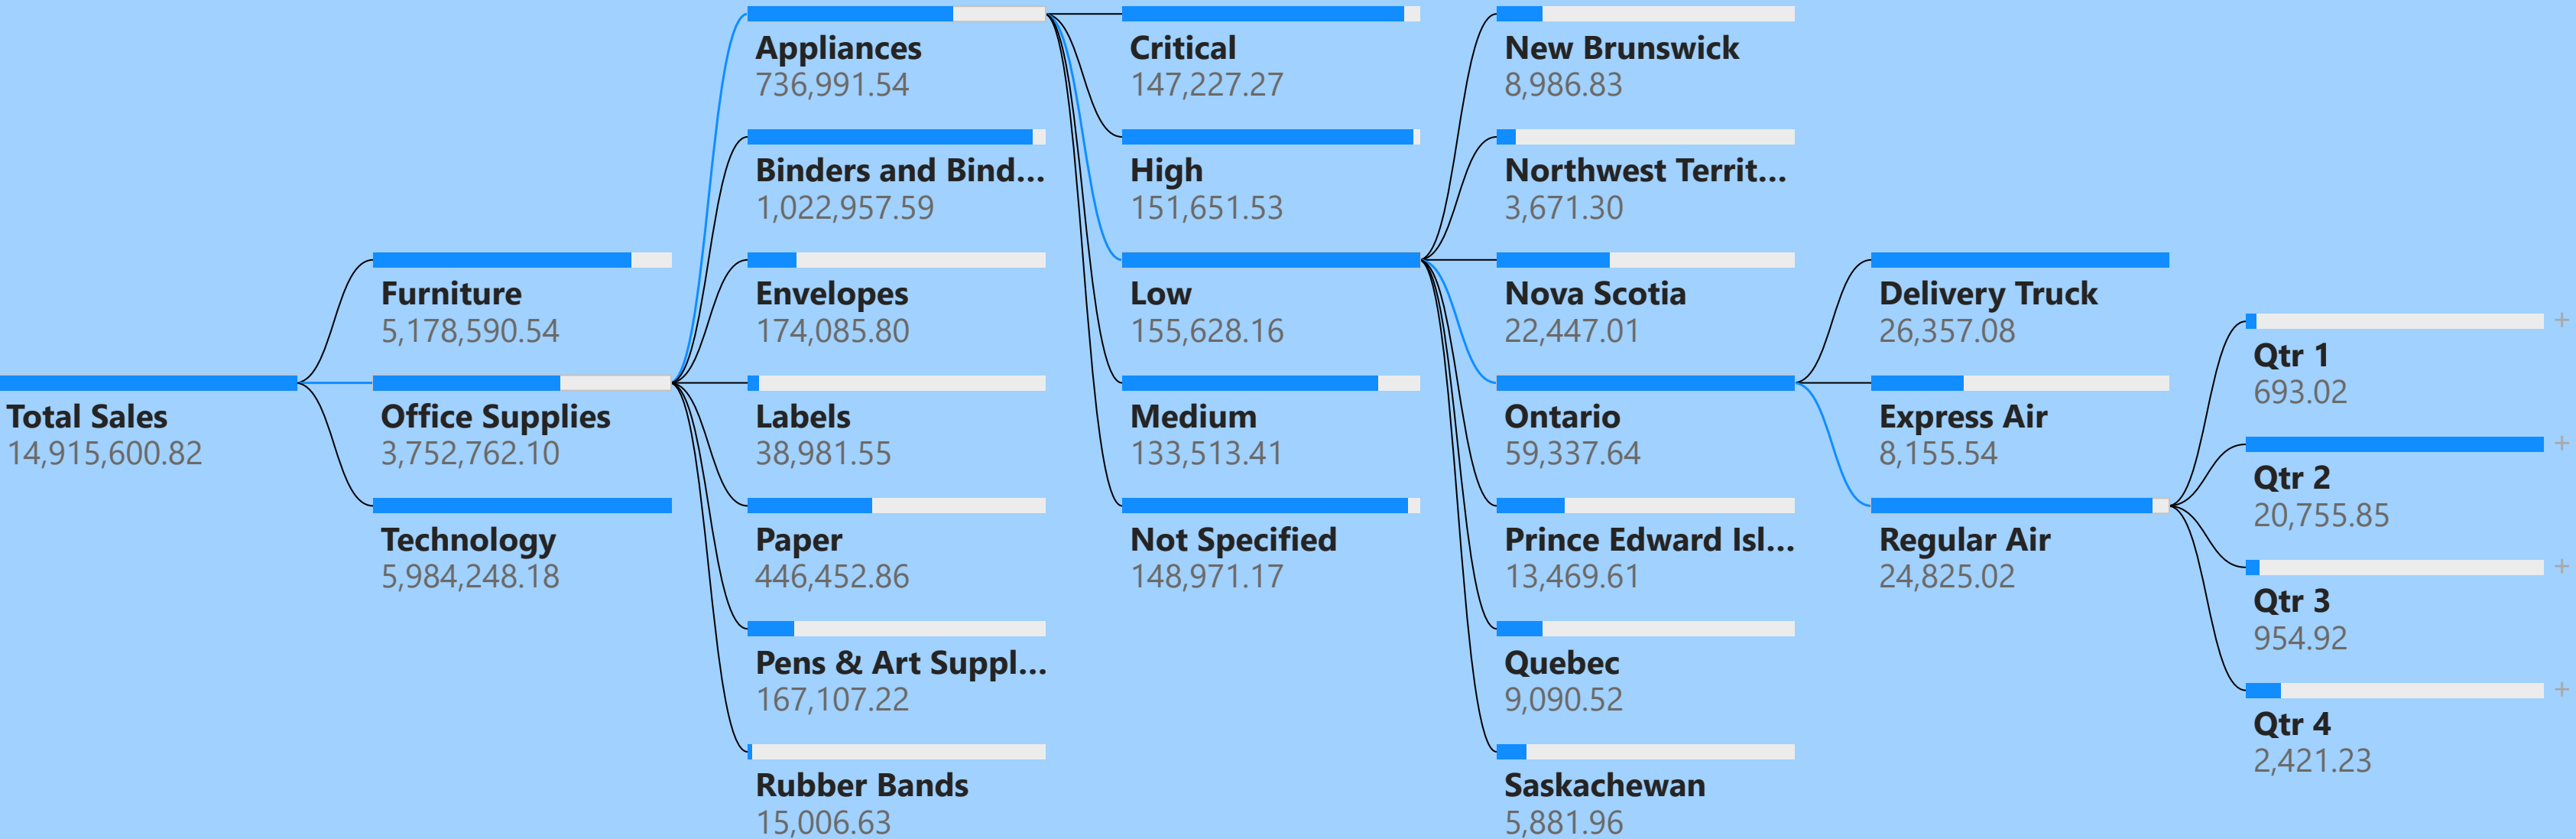 Total Sales
14,915,600.82
Furniture
5,178,590.54
Office Supplies
3,752,762.10
Technology
5,984,248.18
Appliances
736,991.54
Binders and Bind...
1,022,957.59
Envelopes
174,085.80
Labels
38,981.55
Paper
446,452.86
Pens & Art Suppl...
167,107.22
Rubber Bands
15,006.63
Critical
147,227.27
High
151,651.53
Low
155,628.16
Medium
133,513.41
Not Specified
148,971.17
New Brunswick
8,986.83
Northwest Territ...
3,671.30
Nova Scotia
22,447.01
Ontario
59,337.64
Prince Edward Isl...
13,469.61
Quebec
9,090.52
Saskachewan
5,881.96
Delivery Truck
26,357.08
Express Air
8,155.54
Regular Air
24,825.02
Qtr 1
693.02
Qtr 2
20,755.85
Qtr 3
954.92
Qtr 4
2,421.23